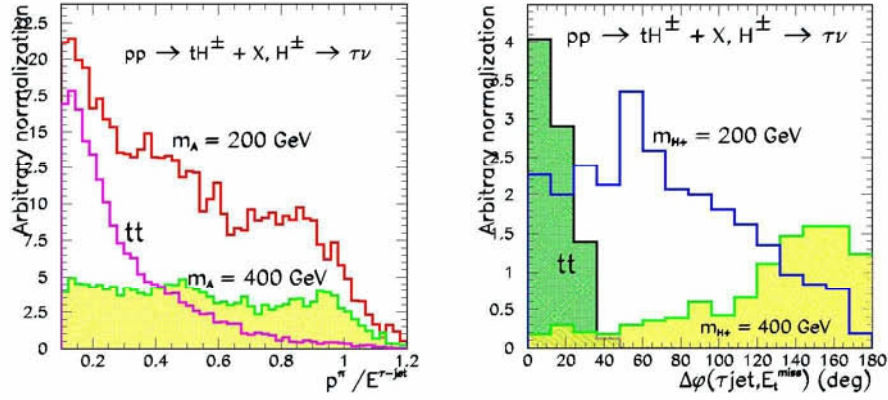 Arbitrary normalization
22.5
20
7.5
15
2.5
10
7.5
5
2.5
0
pp → tH± + X, H± → τν
m_A = 200 GeV
tt
m_A = 400 GeV
0.2 0.4 0.6 0.8 1 1.2
p^π/E^τ-jet
Arbitrary normalization
4
3.5
3
2.5
2
1.5
1
0.5
0
pp → tH± + X, H± → τν
m_H+ = 200 GeV
tt
m_H+ = 400 GeV
0 20 40 60 80 100 120 140 160 180
Δφ(τjet,E_t^miss) (deg)